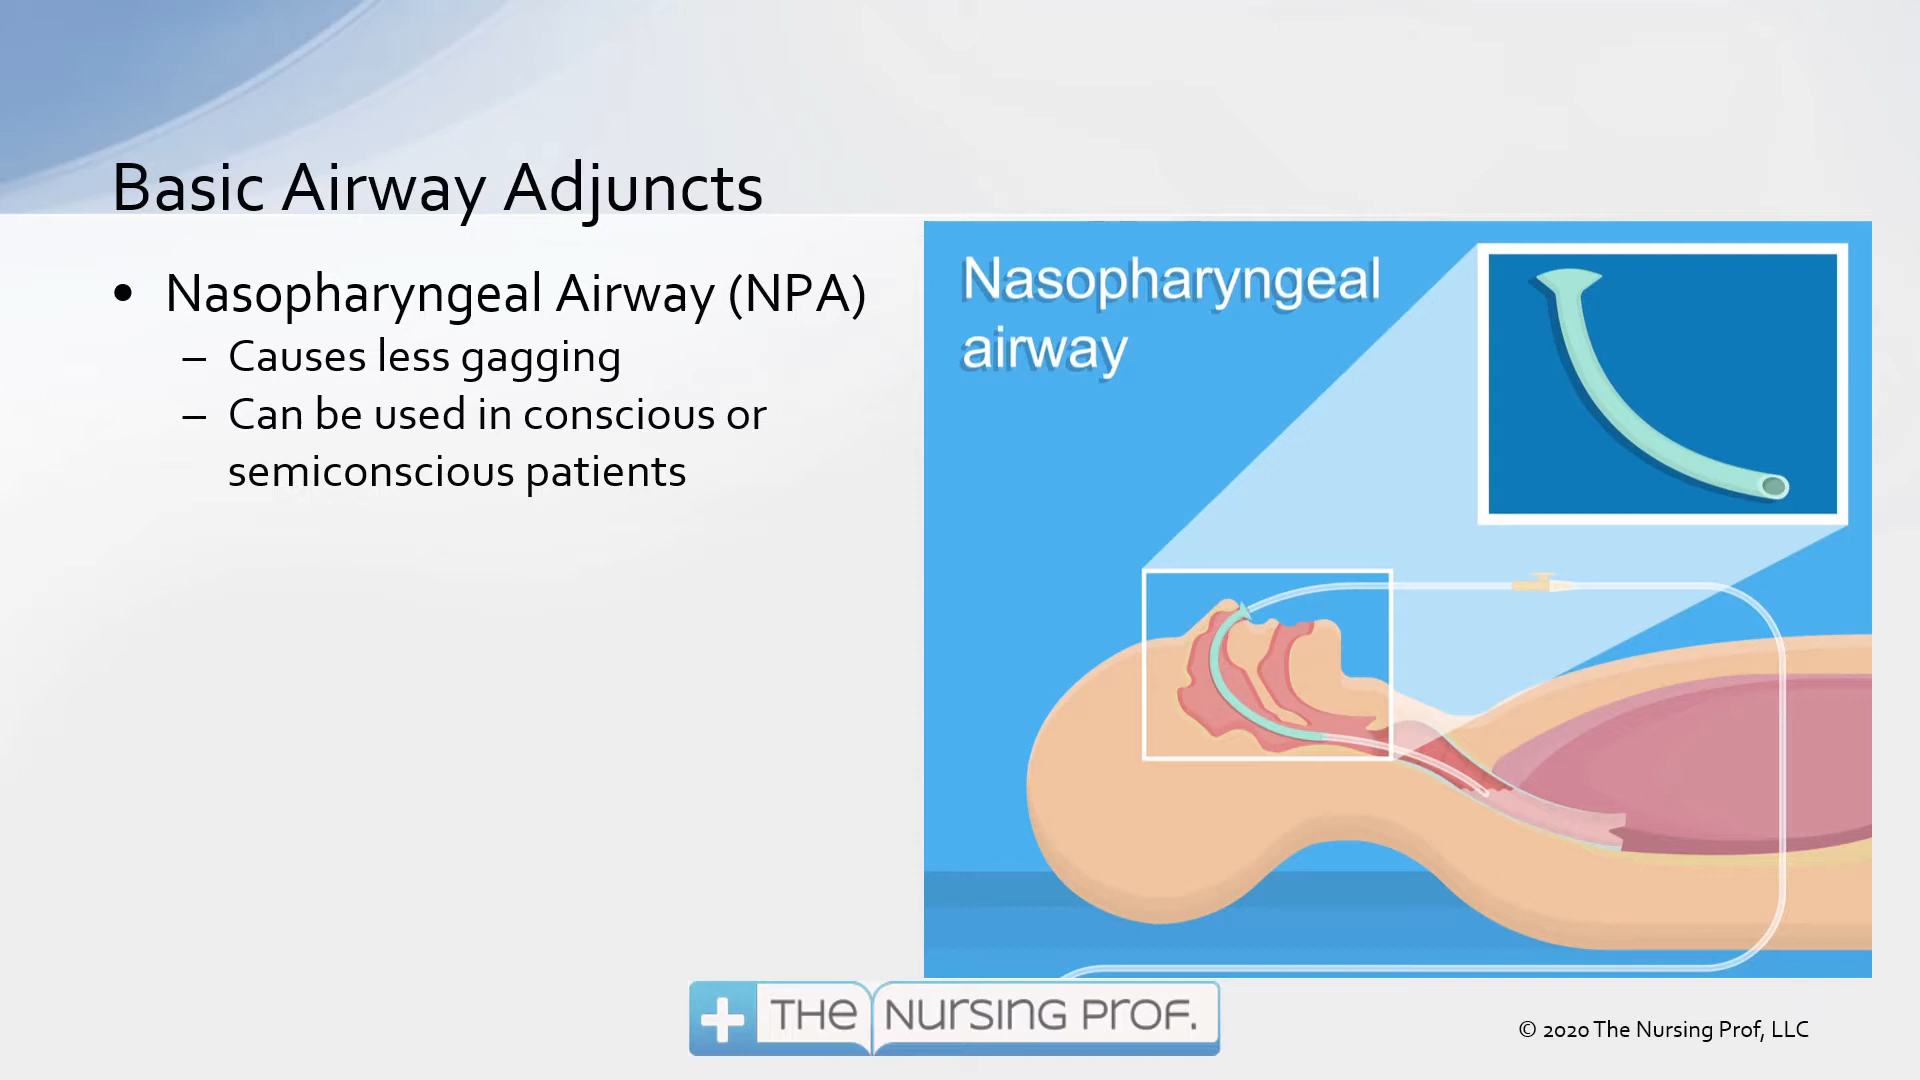 Basic Airway Adjuncts
• Nasopharyngeal Airway (NPA)
– Causes less gagging
– Can be used in conscious or
semiconscious patients
Nasopharyngeal
airway
THE NURSING PROF.
© 2020 The Nursing Prof, LLC